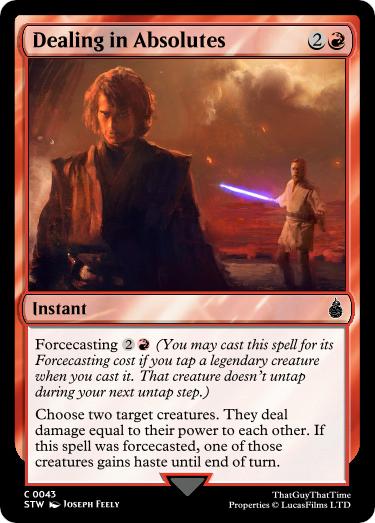 Dealing in Absolutes 2
Instant
Forcecasting 2 (You may cast this spell for its
Forcecasting cost if you tap a legendary creature
when you cast it. That creature doesn't untap
during your next untap step.)
Choose two target creatures. They deal
damage equal to their power to each other. If
this spell was forcecasted, one of those
creatures gains haste until end of turn.
C 0043
ThatGuyThatTime
STW Joseph Feely
Properties © LucasFilms LTD